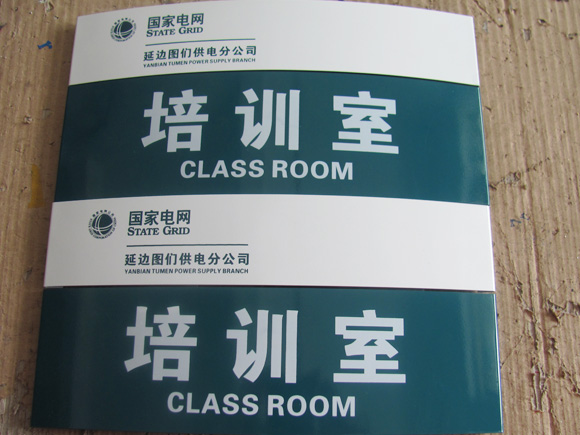 国家电网
STATE GRID
延边图们供电分公司
YANBIAN TUMEN POWER SUPPLY BRANCH
培训室
CLASS ROOM
国家电网
STATE GRID
延边图们供电分公司
YANBIAN TUMEN POWER SUPPLY BRANCH
培训室
CLASS ROOM